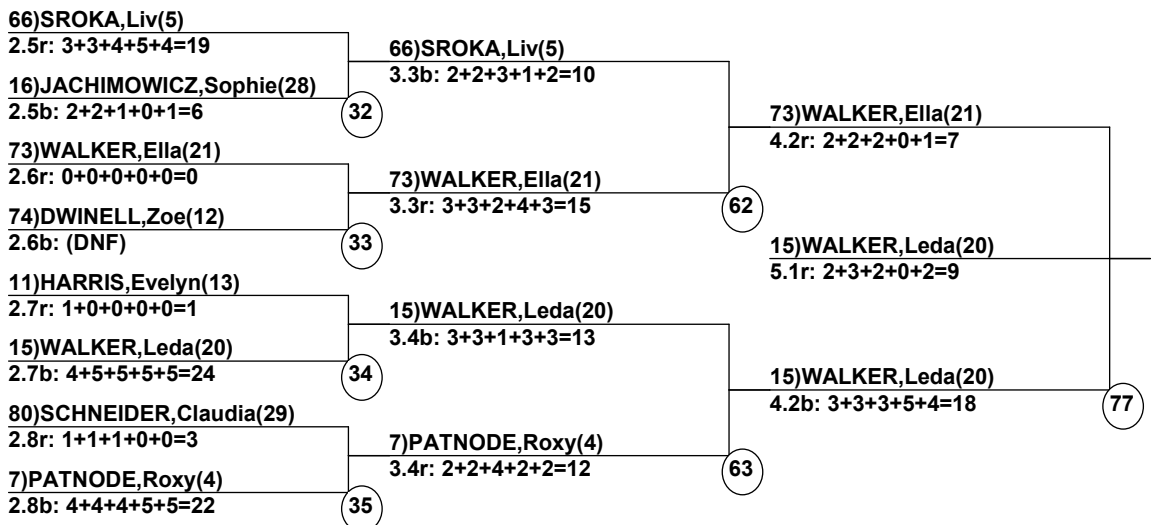 66)SROKA,Liv(5)
2.5r: 3+3+4+5+4=19
16)JACHIMOWICZ,Sophie(28)
2.5b: 2+2+1+0+1=6
32
73)WALKER,Ella(21)
2.6r: 0+0+0+0+0=0
74)DWINELL,Zoe(12)
2.6b: (DNF)
33
11)HARRIS,Evelyn(13)
2.7r: 1+0+0+0+0=1
15)WALKER,Leda(20)
2.7b: 4+5+5+5+5=24
34
80)SCHNEIDER,Claudia(29)
2.8r: 1+1+1+0+0=3
7)PATNODE,Roxy(4)
2.8b: 4+4+4+5+5=22
35
66)SROKA,Liv(5)
3.3b: 2+2+3+1+2=10
73)WALKER,Ella(21)
3.3r: 3+3+2+4+3=15
62
15)WALKER,Leda(20)
3.4b: 3+3+1+3+3=13
7)PATNODE,Roxy(4)
3.4r: 2+2+4+2+2=12
63
73)WALKER,Ella(21)
4.2r: 2+2+2+0+1=7
15)WALKER,Leda(20)
5.1r: 2+3+2+0+2=9
15)WALKER,Leda(20)
4.2b: 3+3+3+5+4=18
77